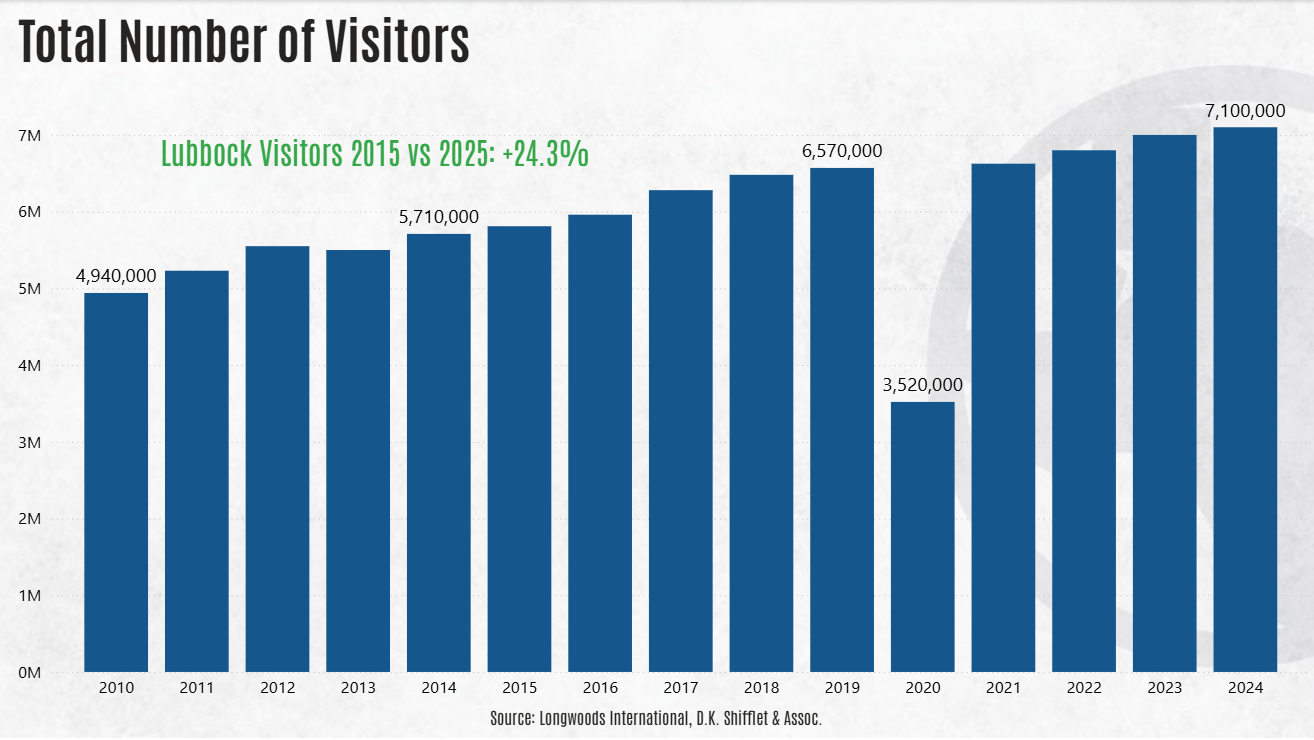 Total Number of Visitors
Lubbock Visitors 2015 vs 2025: +24.3%
7M
6M
5M
4M
3M
2M
1M
0M
4,940,000
5,710,000
6,570,000
3,520,000
7,100,000
2010 2011 2012 2013 2014 2015 2016 2017 2018 2019 2020 2021 2022 2023 2024
Source: Longwoods International, D.K. Shifflet & Assoc.